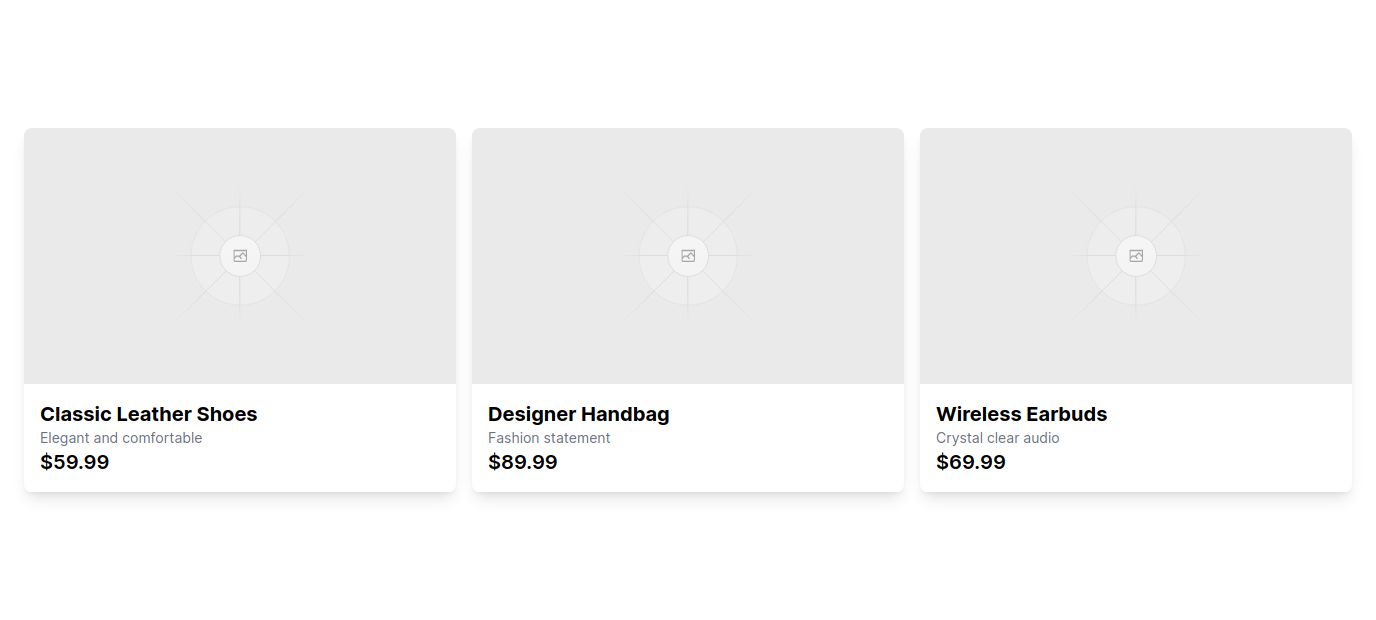 Classic Leather Shoes
Elegant and comfortable
$59.99
Designer Handbag
Fashion statement
$89.99
Wireless Earbuds
Crystal clear audio
$69.99